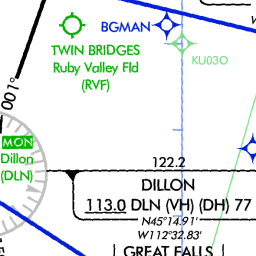 BGMAN
TWIN BRIDGES
Ruby Valley Fld
(RVF)
KU03O
001°
MON
Dillon
(DLN)
122.2
DILLON
113.0 DLN (VH) (DH) 77
N45°14.91'
W112°32.83'
GREAT FALLS